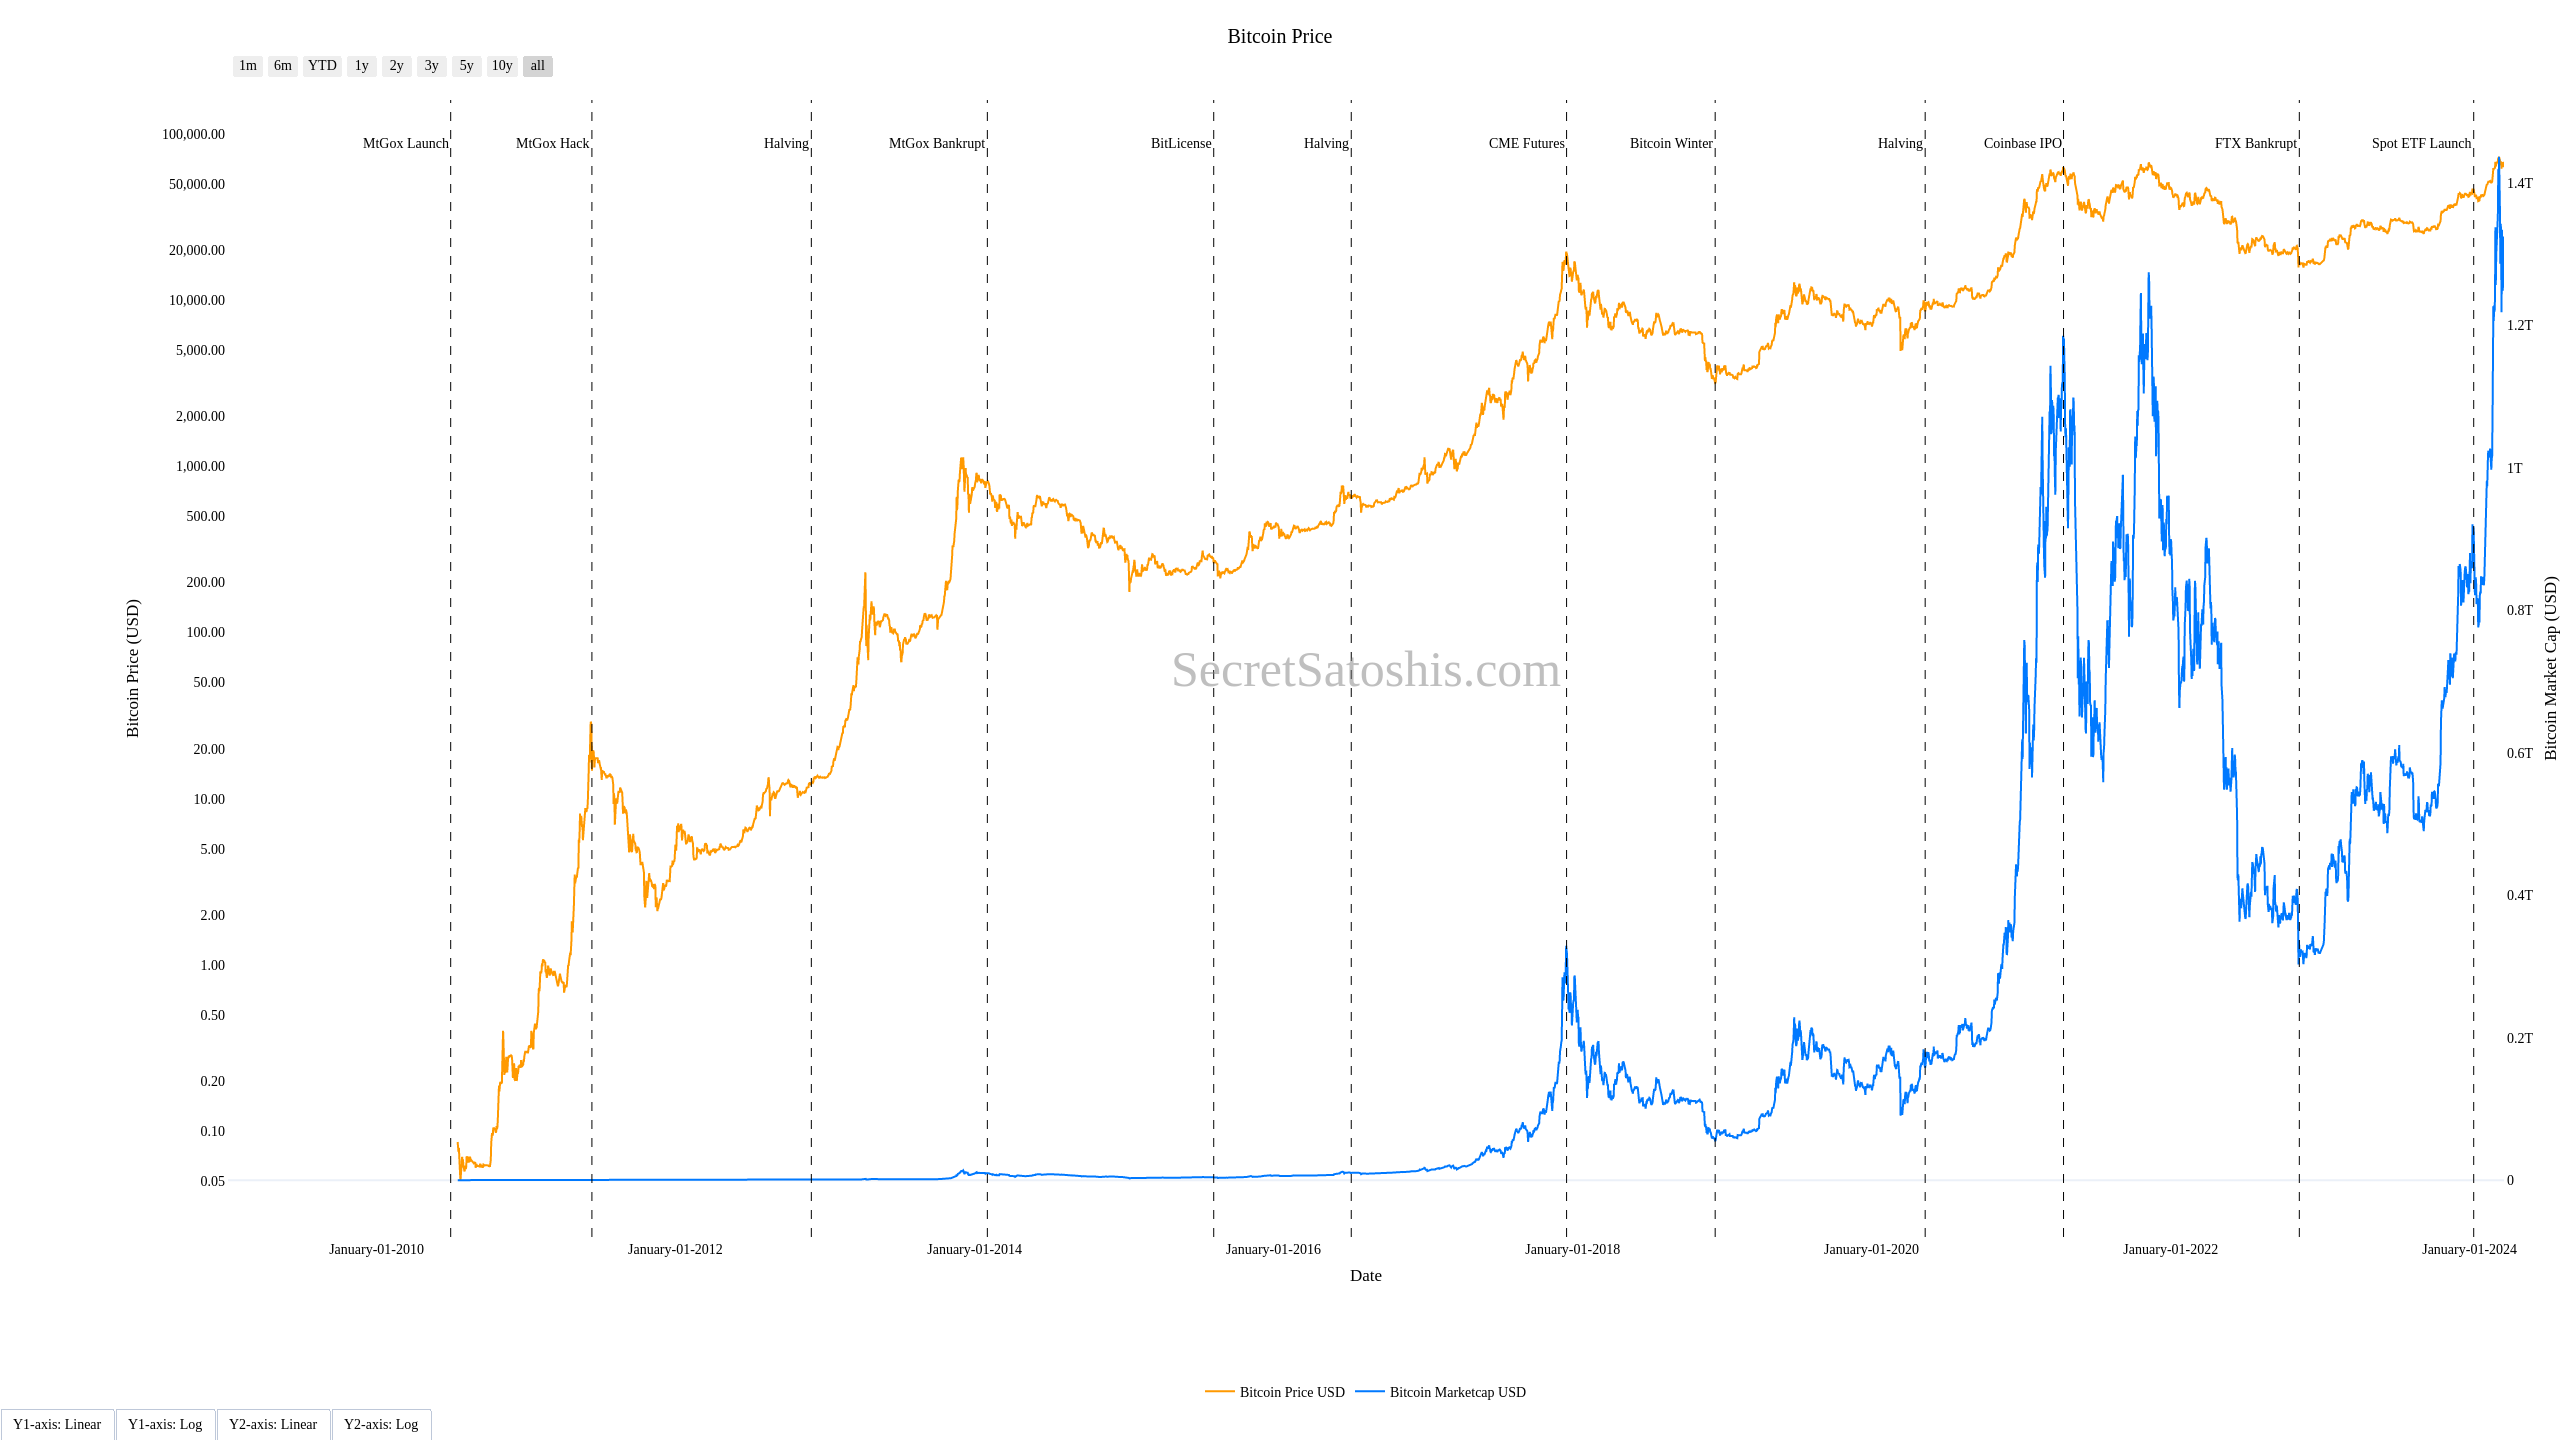 Bitcoin Price
1m 6m YTD 1y 2y 3y 5y 10y all
MtGox Launch MtGox Hack Halving MtGox Bankrupt BitLicense Halving CME Futures Bitcoin Winter Halving Coinbase IPO FTX Bankrupt Spot ETF Launch
100,000.00
50,000.00
20,000.00
10,000.00
5,000.00
2,000.00
1,000.00
500.00
200.00
100.00
50.00
20.00
10.00
5.00
2.00
1.00
0.50
0.20
0.10
0.05
Bitcoin Price (USD)
SecretSatoshis.com
1.4T
1.2T
1T
0.8T
0.6T
0.4T
0.2T
0
Bitcoin Market Cap (USD)
January-01-2010 January-01-2012 January-01-2014 January-01-2016 January-01-2018 January-01-2020 January-01-2022 January-01-2024
Date
Bitcoin Price USD Bitcoin Marketcap USD
Y1-axis: Linear Y1-axis: Log Y2-axis: Linear Y2-axis: Log